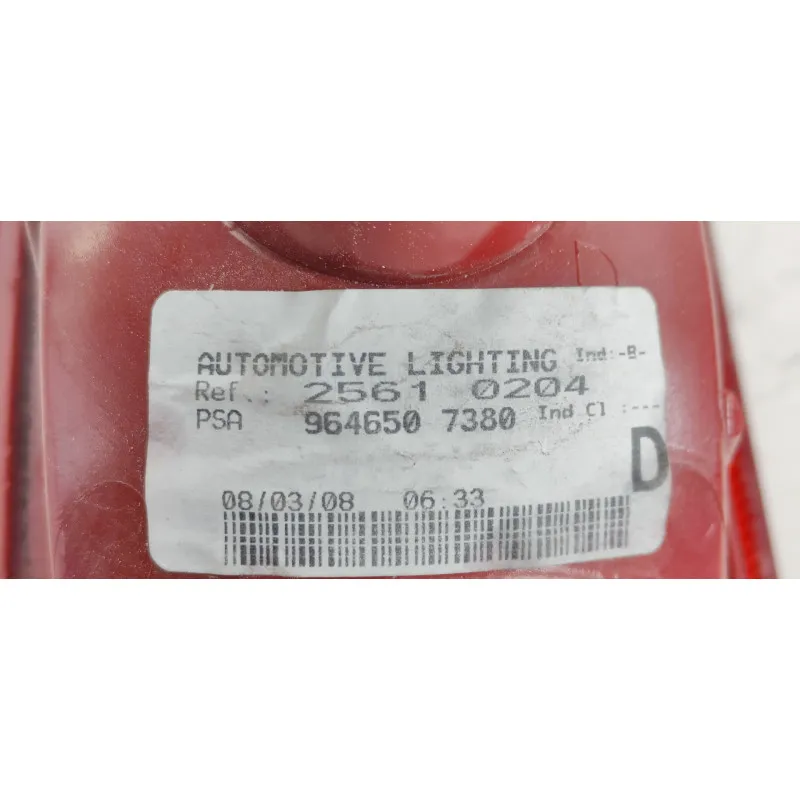 AUTOMOTIVE LIGHTING Ind:-B-
Ref.: 2561 0204
PSA 964650 7380 Ind Cl :---
D
08/03/08 06:33